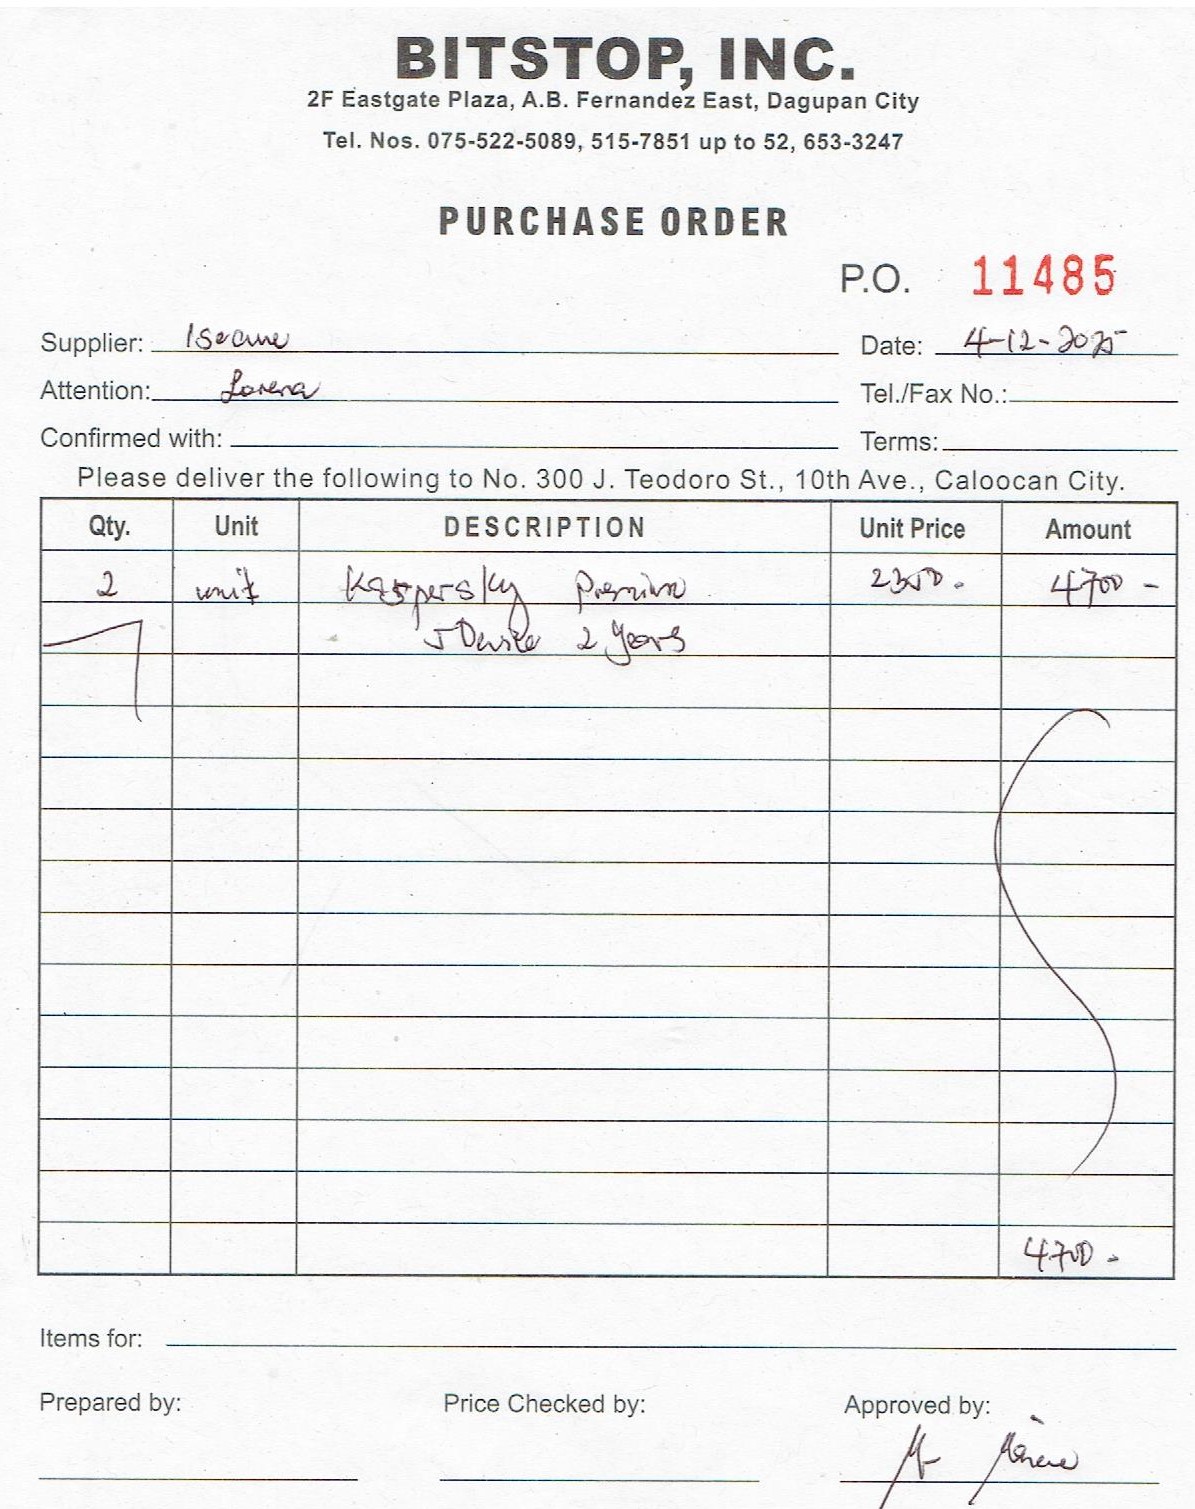 BITSTOP, INC.
2F Eastgate Plaza, A.B. Fernandez East, Dagupan City
Tel. Nos. 075-522-5089, 515-7851 up to 52, 653-3247
PURCHASE ORDER
P.O. 11485
Supplier: Date: 4-12-2025
Attention: Lorena Tel./Fax No.:
Confirmed with: Terms:
Please deliver the following to No. 300 J. Teodoro St., 10th Ave., Caloocan City.
Qty. Unit DESCRIPTION Unit Price Amount
2 unit Kaspersky Premium 2350.- 4700 -
5 Device 2 Years
4700 -
Items for:
Prepared by: Price Checked by: Approved by: